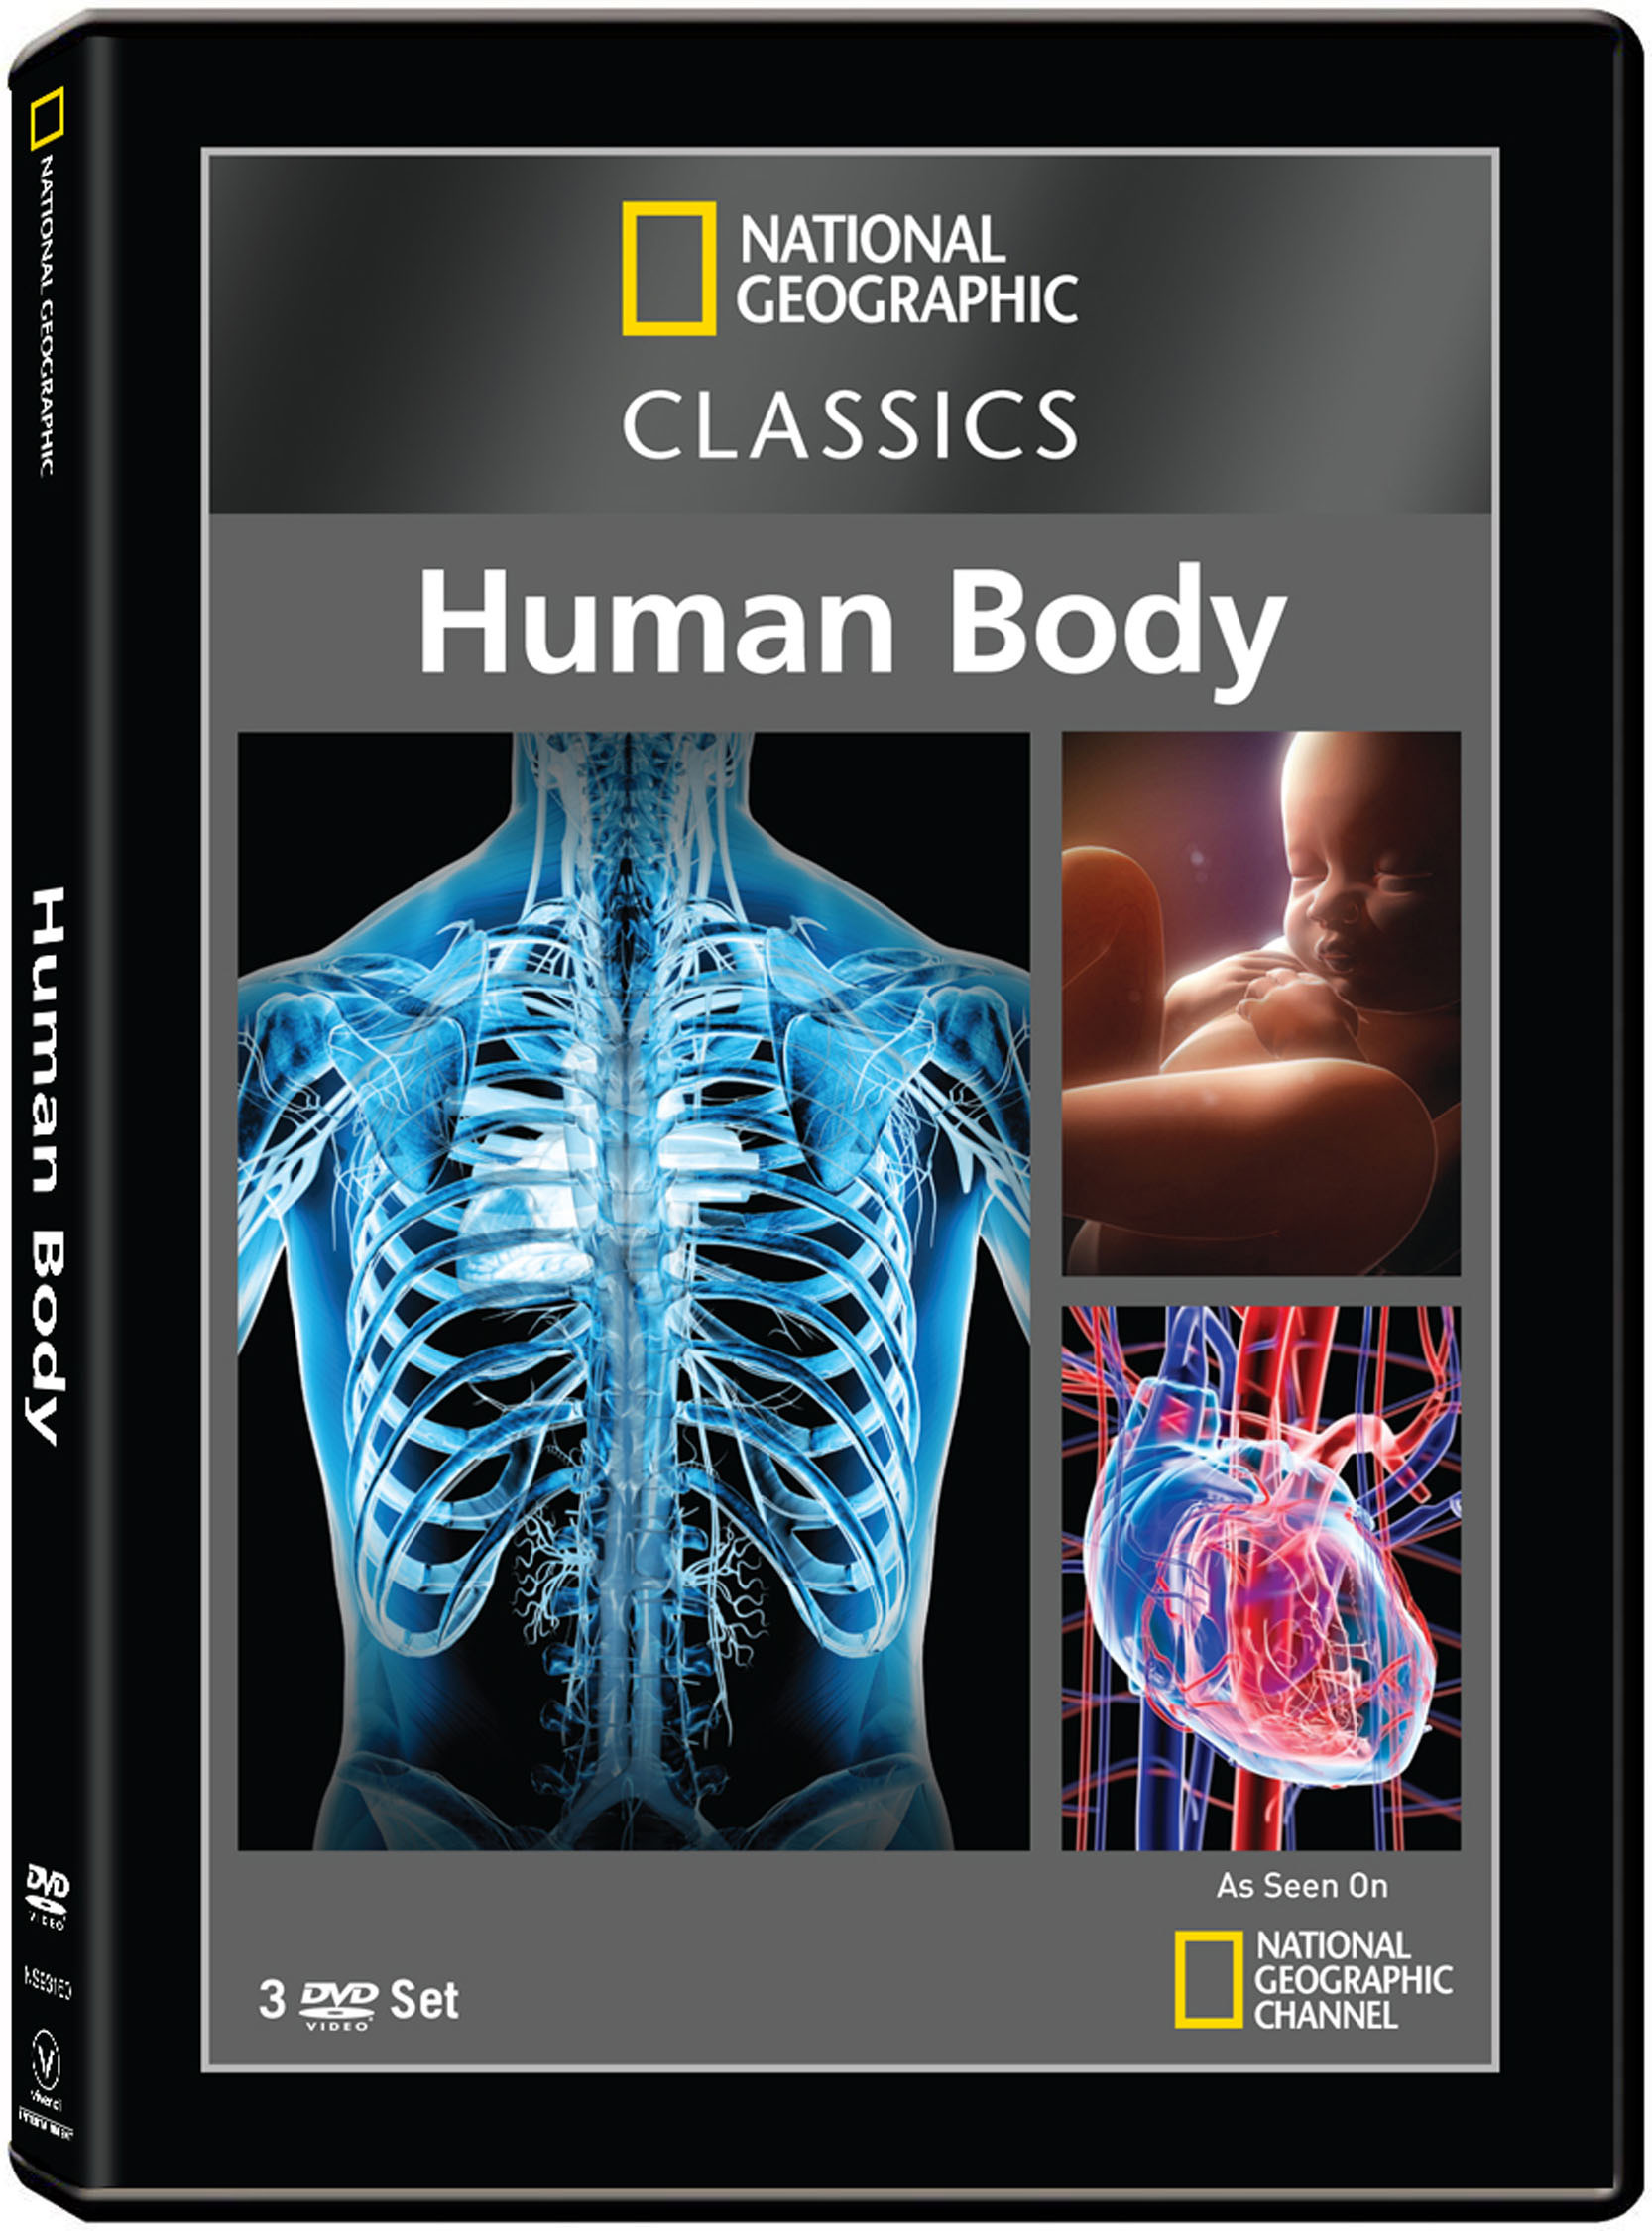 NATIONAL GEOGRAPHIC
Human Body
DVD
VIDEO
NATIONAL
GEOGRAPHIC
CLASSICS
Human Body
As Seen On
NATIONAL
GEOGRAPHIC
CHANNEL
3 DVD Set
VIDEO